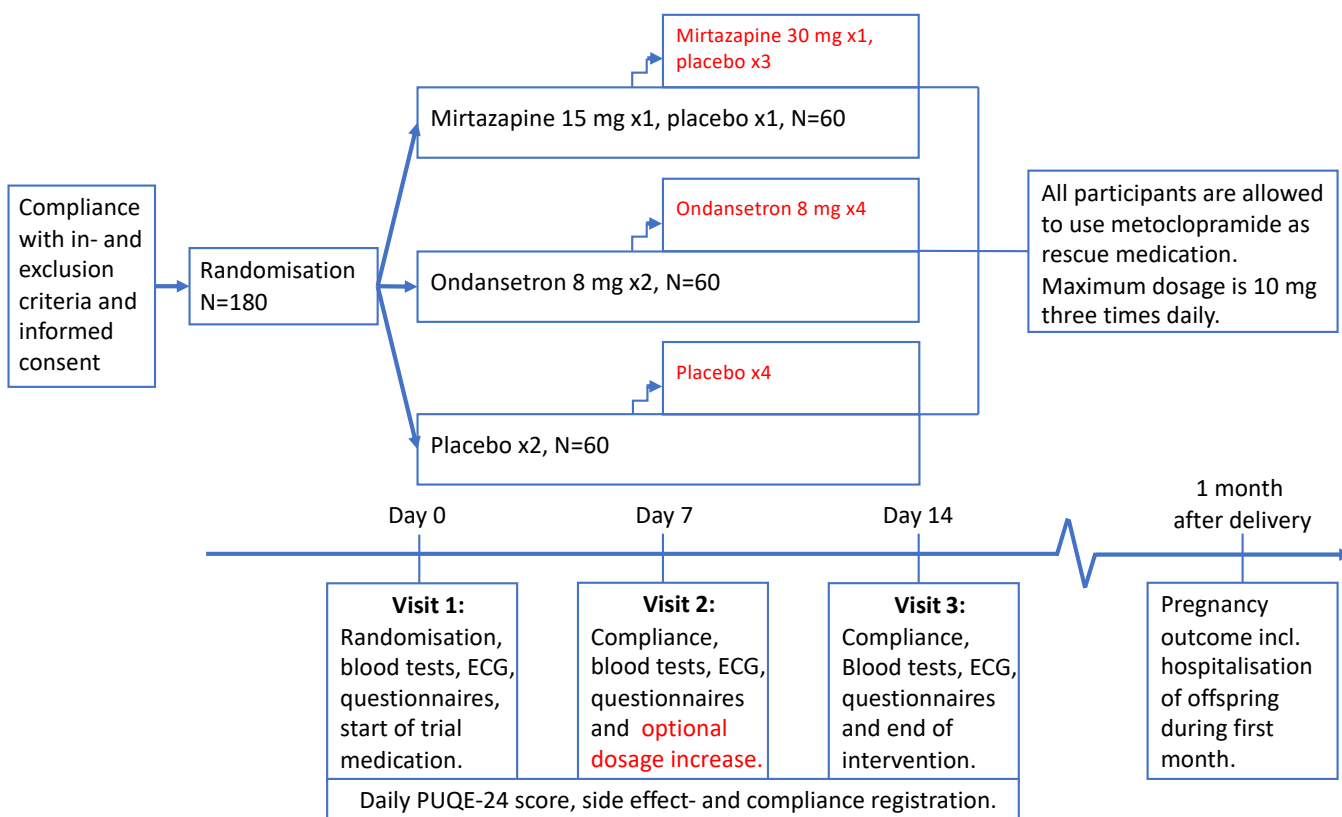 Mirtazapine 30 mg x1,
placebo x3
Mirtazapine 15 mg x1, placebo x1, N=60
Compliance
with in- and
exclusion
criteria and
informed
consent
Randomisation
N=180
Ondansetron 8 mg x4
Ondansetron 8 mg x2, N=60
Placebo x4
Placebo x2, N=60
All participants are allowed
to use metoclopramide as
rescue medication.
Maximum dosage is 10 mg
three times daily.
Day 0
Day 7
Day 14
1 month
after delivery
Visit 1:
Randomisation,
blood tests, ECG,
questionnaires,
start of trial
medication.
Visit 2:
Compliance,
blood tests, ECG,
questionnaires
and optional
dosage increase.
Visit 3:
Compliance,
Blood tests, ECG,
questionnaires
and end of
intervention.
Pregnancy
outcome incl.
hospitalisation
of offspring
during first
month.
Daily PUQE-24 score, side effect- and compliance registration.